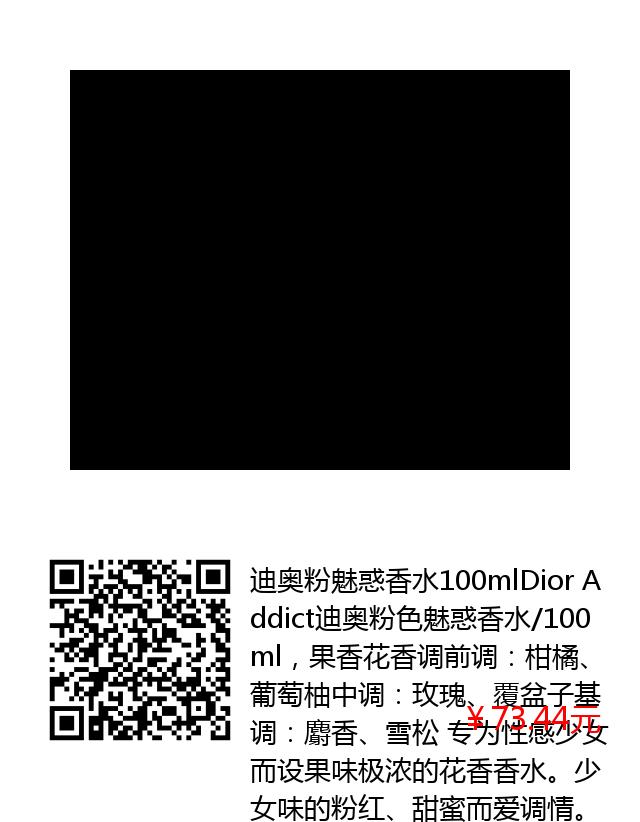 迪奥粉魅惑香水100mlDior A
ddict迪奥粉色魅惑香水/100
ml，果香花香调前调：柑橘、
葡萄柚中调：玫瑰、覆盆子基
￥73.44元
调：麝香、雪松 专为性感少女
而设果味极浓的花香香水。少
女味的粉红、甜蜜而爱调情。